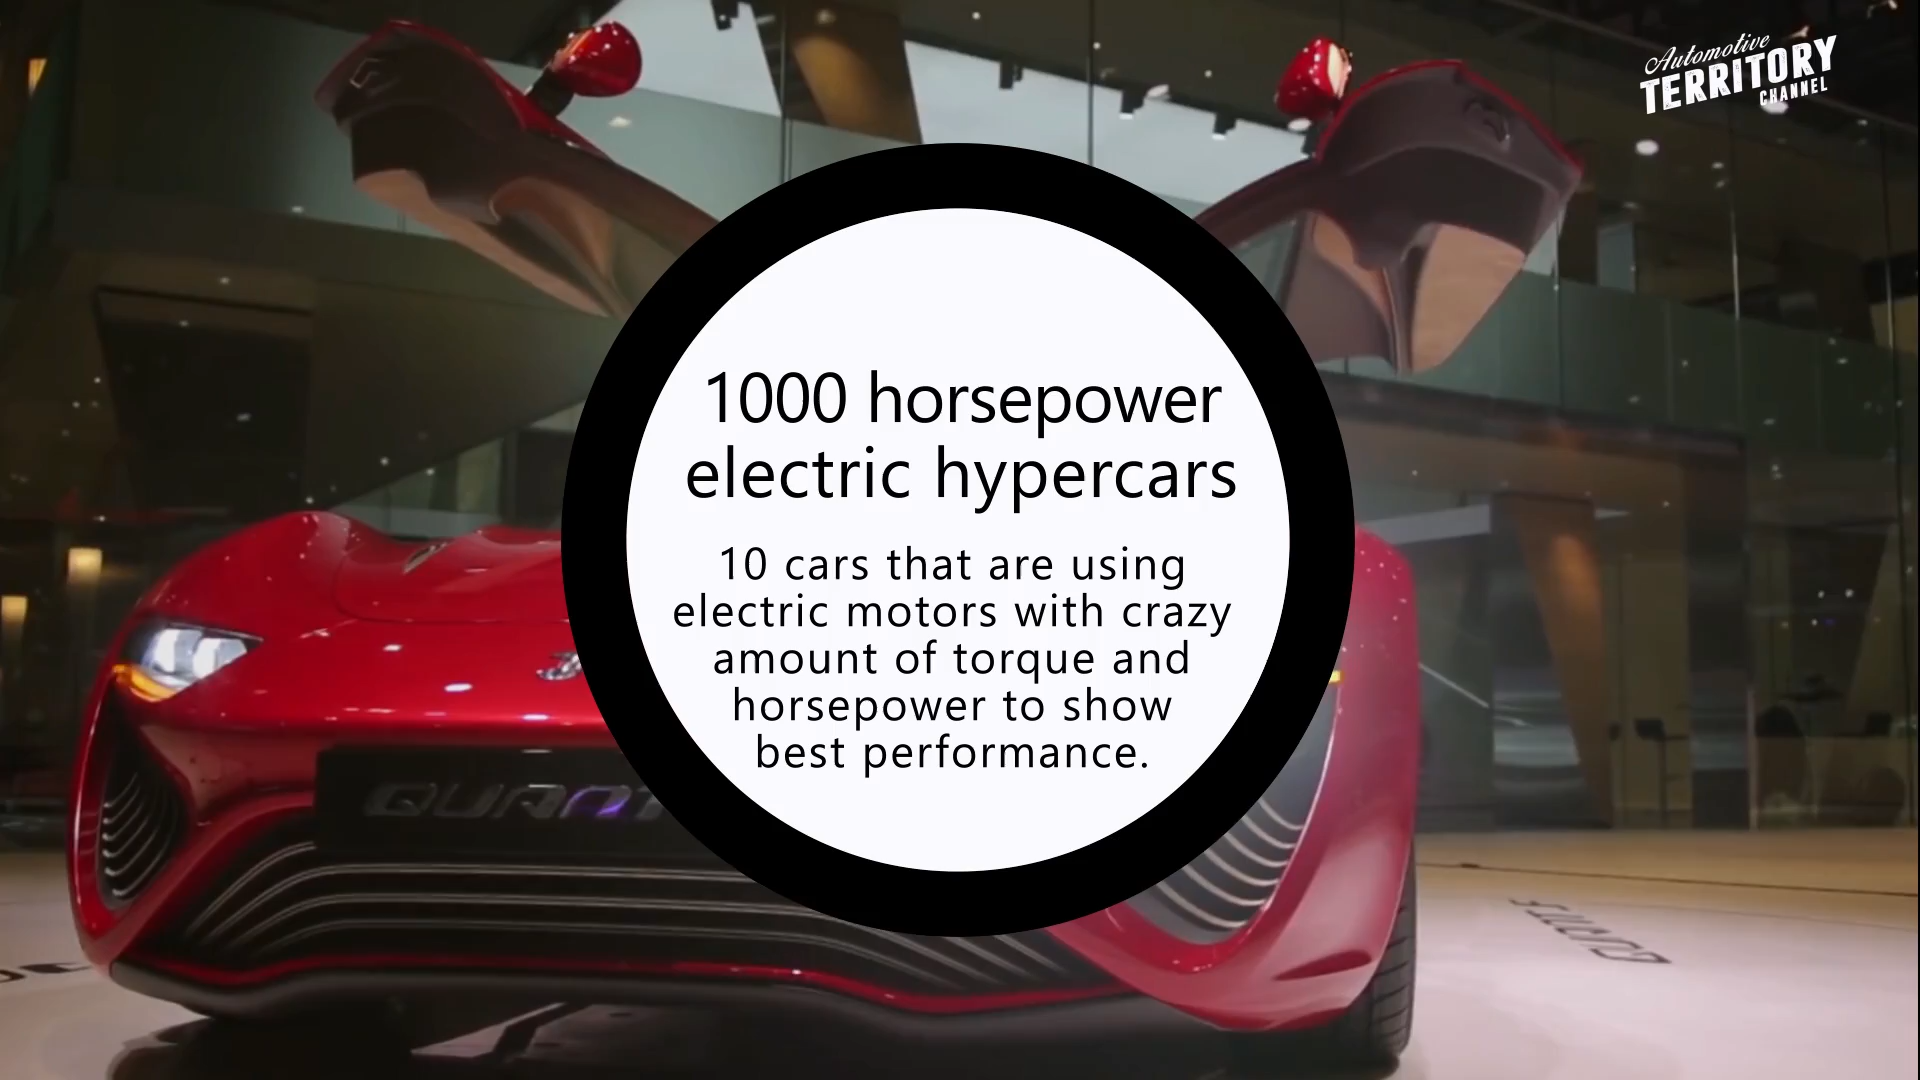 Automotive
TERRITORY
CHANNEL
1000 horsepower
electric hypercars
10 cars that are using
electric motors with crazy
amount of torque and
horsepower to show
best performance.
QUANT